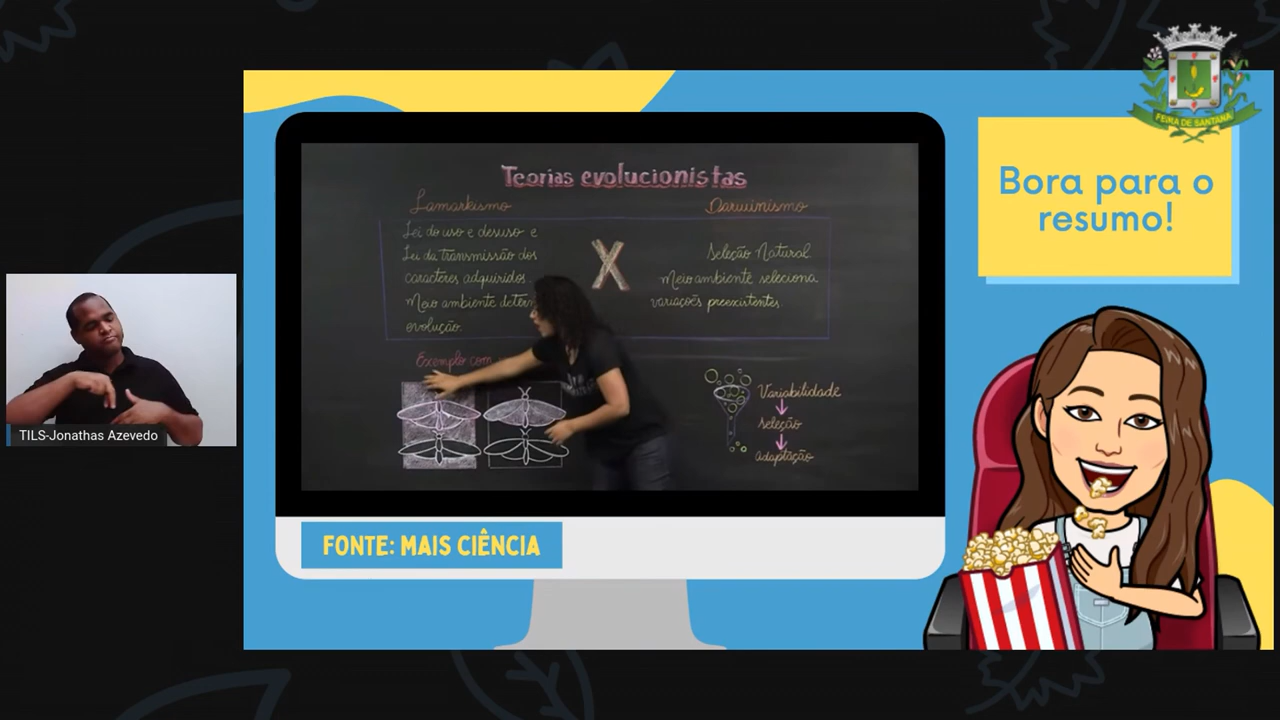 FEIRA DE SANTANA
Bora para o
resumo!
Teorias evolucionistas
Lamarkismo
Lei do uso e desuso e
Lei da transmissão dos
caracteres adquiridos
Meio ambiente
evolução.
X
Darwinismo
Seleção Natural
Meio ambiente seleciona
variações preexistentes.
Exemplo com
Variabilidade
Seleção
Adaptação
TILS-Jonathas Azevedo
FONTE: MAIS CIÊNCIA